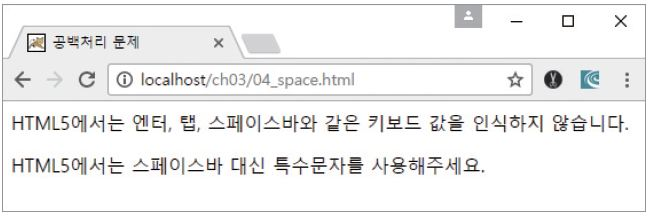 공백처리 문제
localhost/ch03/04_space.html
HTML5에서는 엔터, 탭, 스페이스바와 같은 키보드 값을 인식하지 않습니다.
HTML5에서는 스페이스바 대신 특수문자를 사용해주세요.